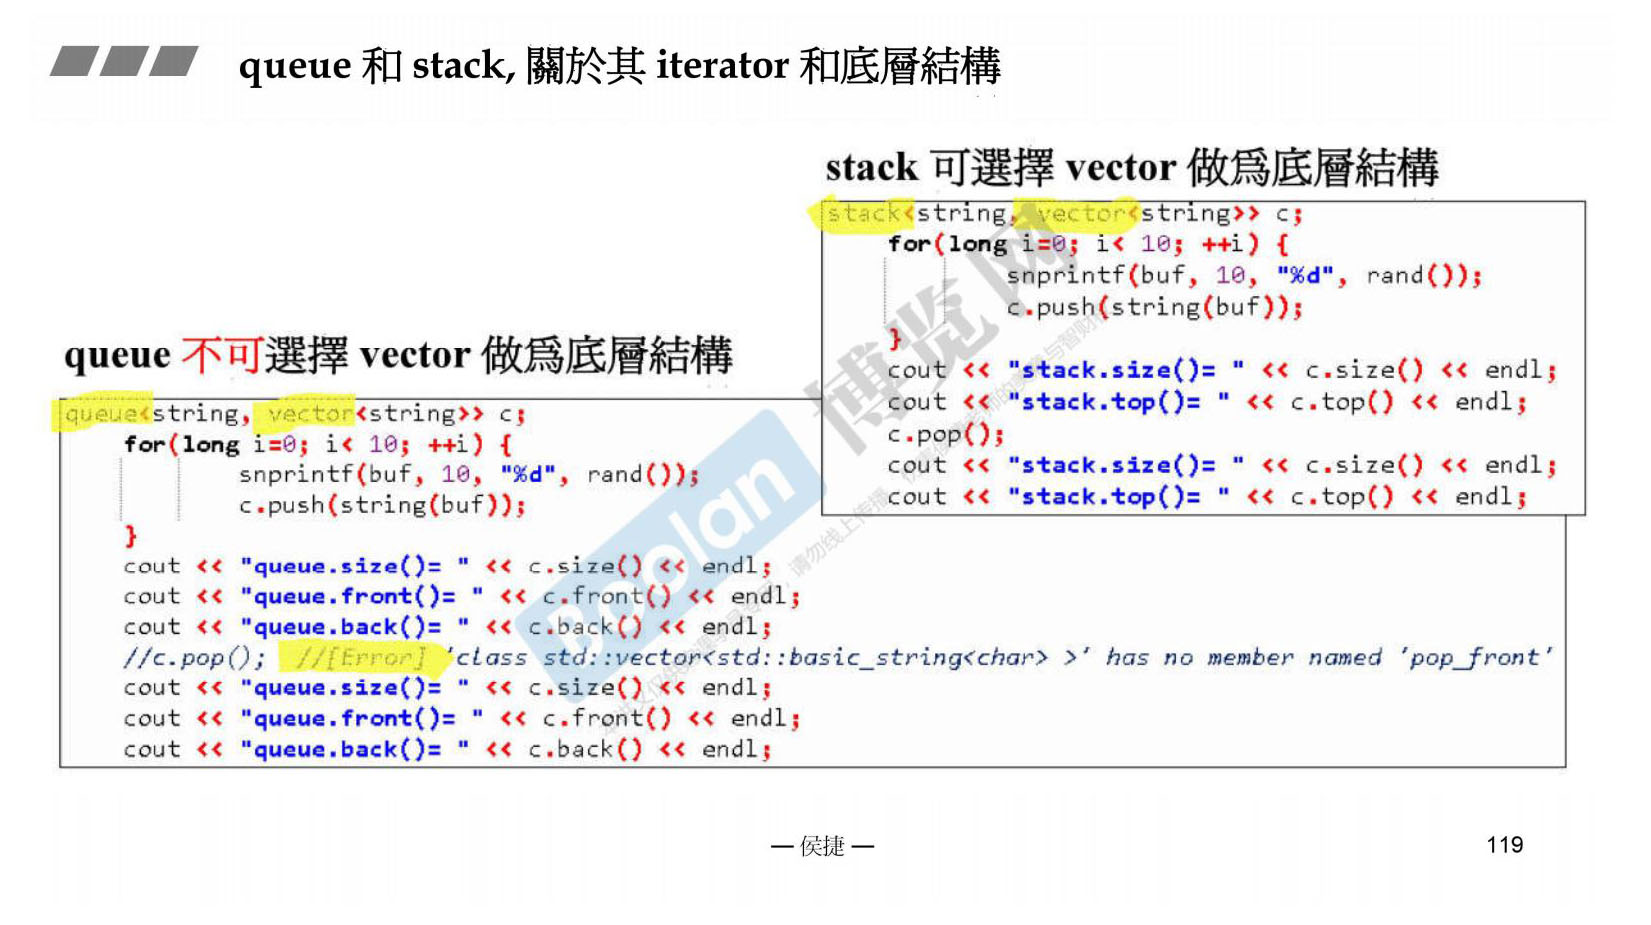 queue 和 stack, 關於其 iterator 和底層結構
stack 可選擇 vector 做爲底層結構
stack<string, vector<string>> c;
for(long i=0; i< 10; ++i) {
snprintf(buf, 10, "%d", rand());
c.push(string(buf));
}
cout << "stack.size()= " << c.size() << endl;
cout << "stack.top()= " << c.top() << endl;
c.pop();
cout << "stack.size()= " << c.size() << endl;
cout << "stack.top()= " << c.top() << endl;
queue 不可選擇 vector 做爲底層結構
queue<string, vector<string>> c;
for(long i=0; i< 10; ++i) {
snprintf(buf, 10, "%d", rand());
c.push(string(buf));
}
cout << "queue.size()= " << c.size() << endl;
cout << "queue.front()= " << c.front() << endl;
cout << "queue.back()= " << c.back() << endl;
//c.pop(); //[Error] 'class std::vector<std::basic_string<char> >' has no member named 'pop_front'
cout << "queue.size()= " << c.size() << endl;
cout << "queue.front()= " << c.front() << endl;
cout << "queue.back()= " << c.back() << endl;
Boolan 博览网
请勿线上传播
— 侯捷 —
119